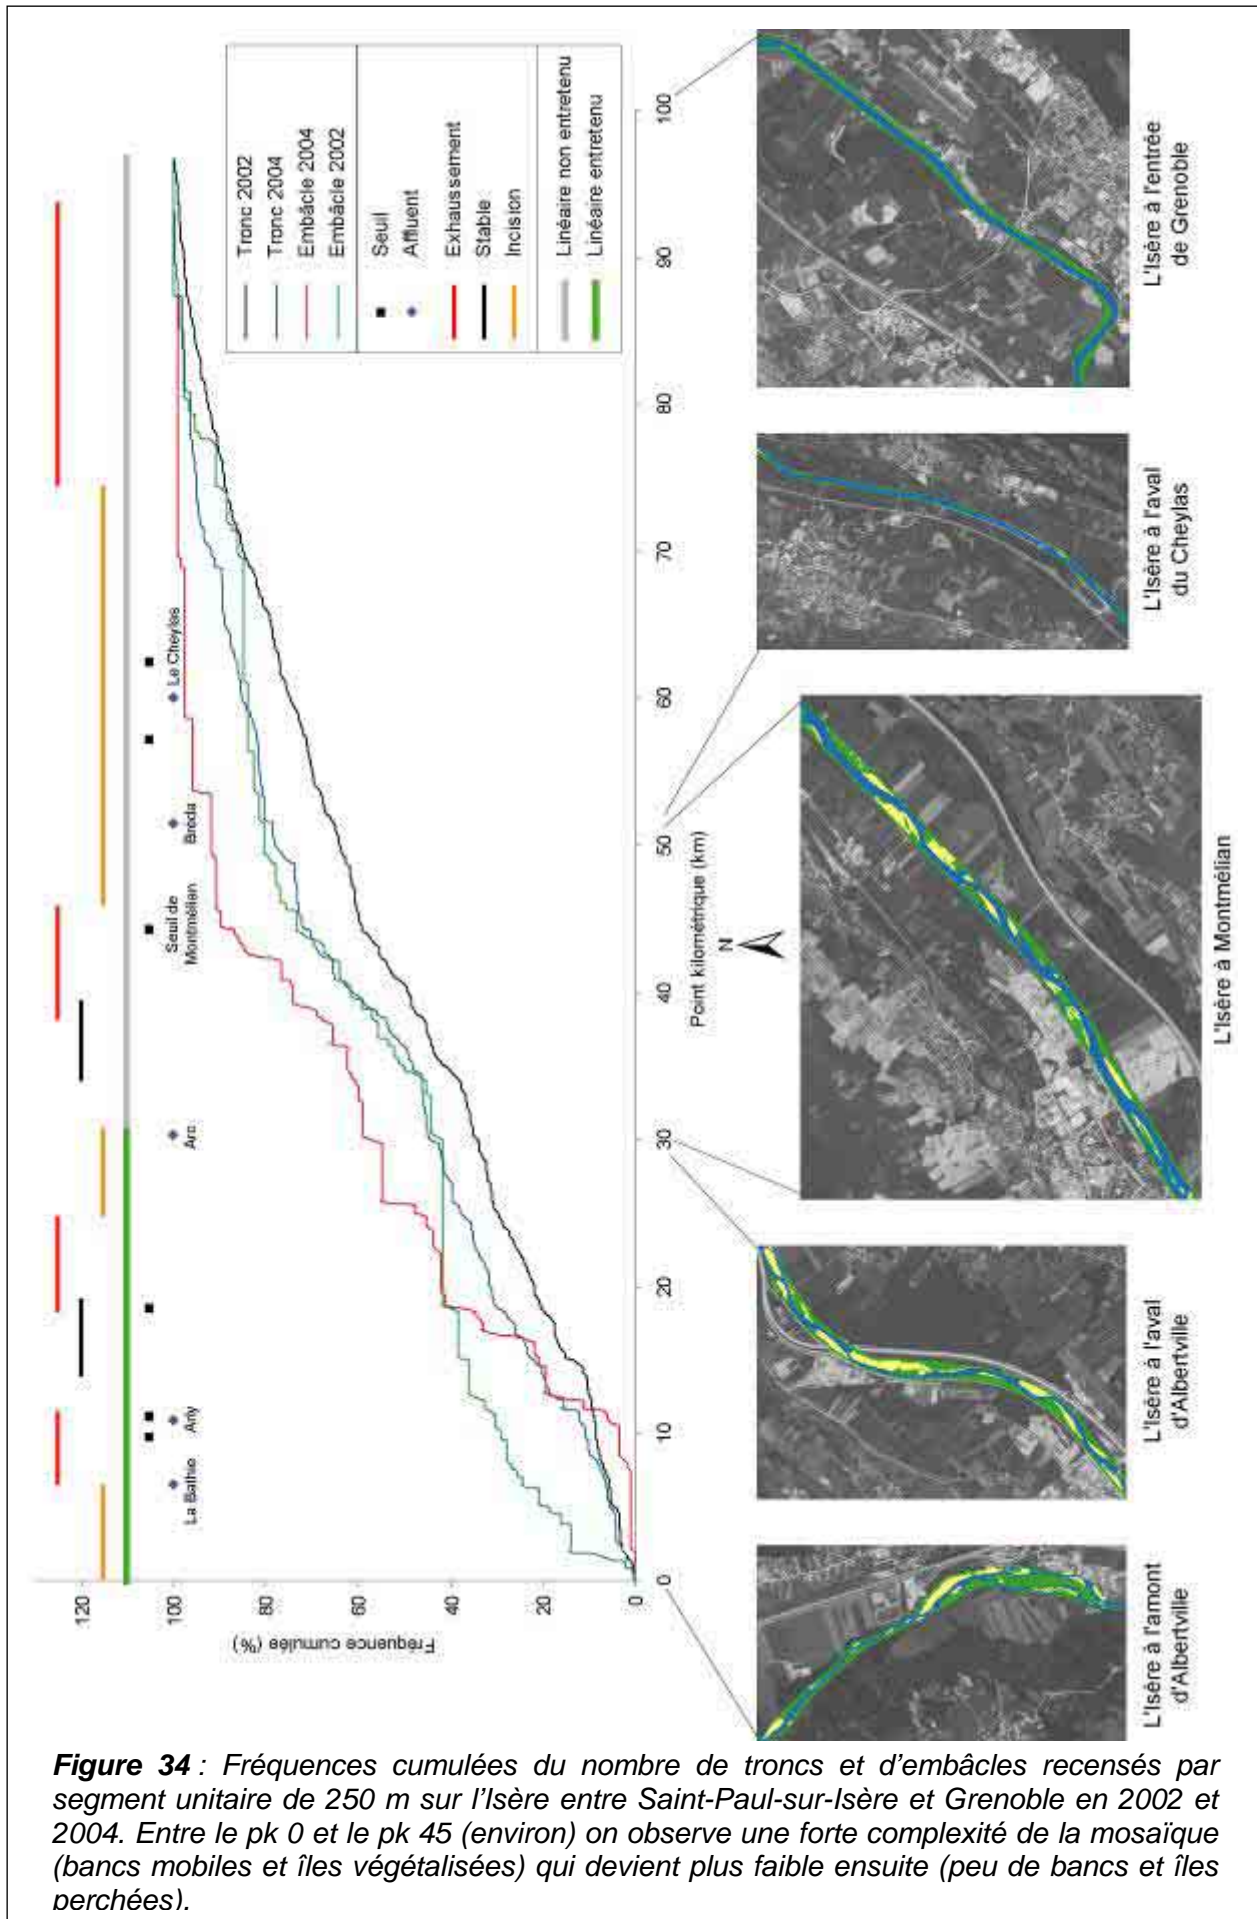 120
100
80
60
40
20
0
Fréquence cumulée (%)
0
10
20
30
40
50
60
70
80
90
100
Point kilométrique (km)
N
La Bathie
Arly
Arc
Seuil de
Montmélian
Bréda
Le Cheylas
Tronc 2002
Tronc 2004
Embâcle 2004
Embâcle 2002
Seuil
Affluent
Exhaussement
Stable
Incision
Linéaire non entretenu
Linéaire entretenu
L'Isère à l'amont
d'Albertville
L'Isère à l'aval
d'Albertville
L'Isère à Montmélian
L'Isère à l'aval
du Cheylas
L'Isère à l'entrée
de Grenoble
Figure 34 : Fréquences cumulées du nombre de troncs et d'embâcles recensés par
segment unitaire de 250 m sur l'Isère entre Saint-Paul-sur-Isère et Grenoble en 2002 et
2004. Entre le pk 0 et le pk 45 (environ) on observe une forte complexité de la mosaïque
(bancs mobiles et îles végétalisées) qui devient plus faible ensuite (peu de bancs et îles
perchées).